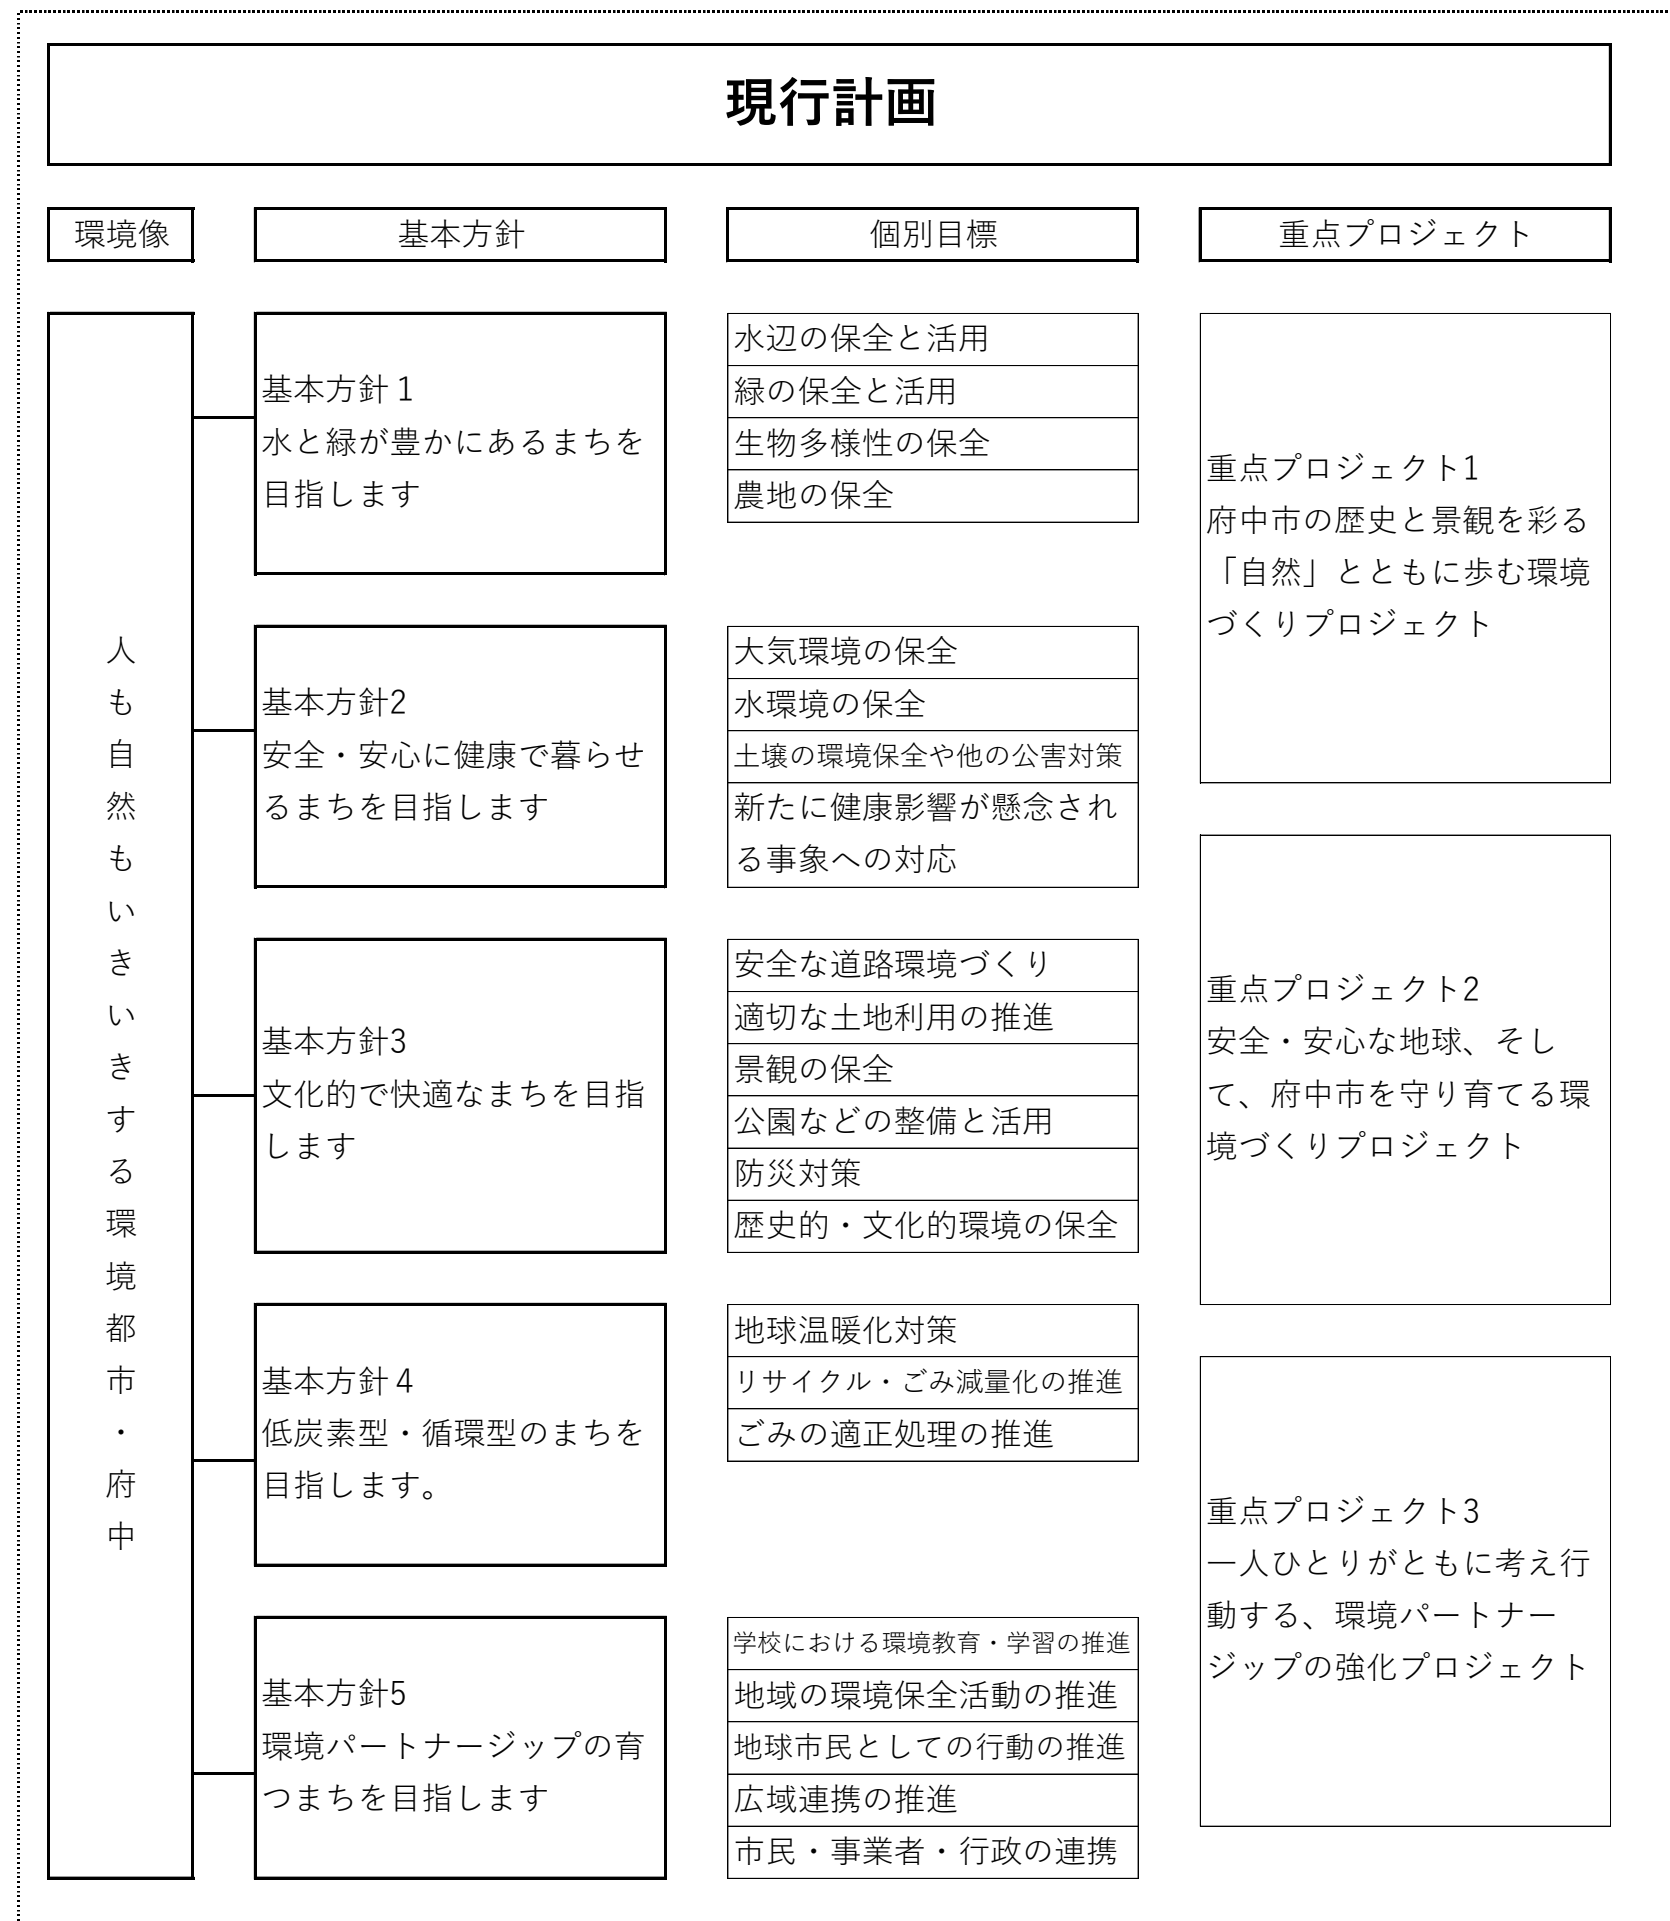 現行計画
環境像
基本方針
個別目標
重点プロジェクト
人も自然もいきいきする環境都市・府中
基本方針１
水と緑が豊かにあるまちを
目指します
水辺の保全と活用
緑の保全と活用
生物多様性の保全
農地の保全
基本方針2
安全・安心に健康で暮らせ
るまちを目指します
大気環境の保全
水環境の保全
土壌の環境保全や他の公害対策
新たに健康影響が懸念され
る事象への対応
基本方針3
文化的で快適なまちを目指
します
安全な道路環境づくり
適切な土地利用の推進
景観の保全
公園などの整備と活用
防災対策
歴史的・文化的環境の保全
基本方針４
低炭素型・循環型のまちを
目指します。
地球温暖化対策
リサイクル・ごみ減量化の推進
ごみの適正処理の推進
基本方針5
環境パートナージップの育
つまちを目指します
学校における環境教育・学習の推進
地域の環境保全活動の推進
地球市民としての行動の推進
広域連携の推進
市民・事業者・行政の連携
重点プロジェクト1
府中市の歴史と景観を彩る
「自然」とともに歩む環境
づくりプロジェクト
重点プロジェクト2
安全・安心な地球、そし
て、府中市を守り育てる環
境づくりプロジェクト
重点プロジェクト3
一人ひとりがともに考え行
動する、環境パートナー
ジップの強化プロジェクト